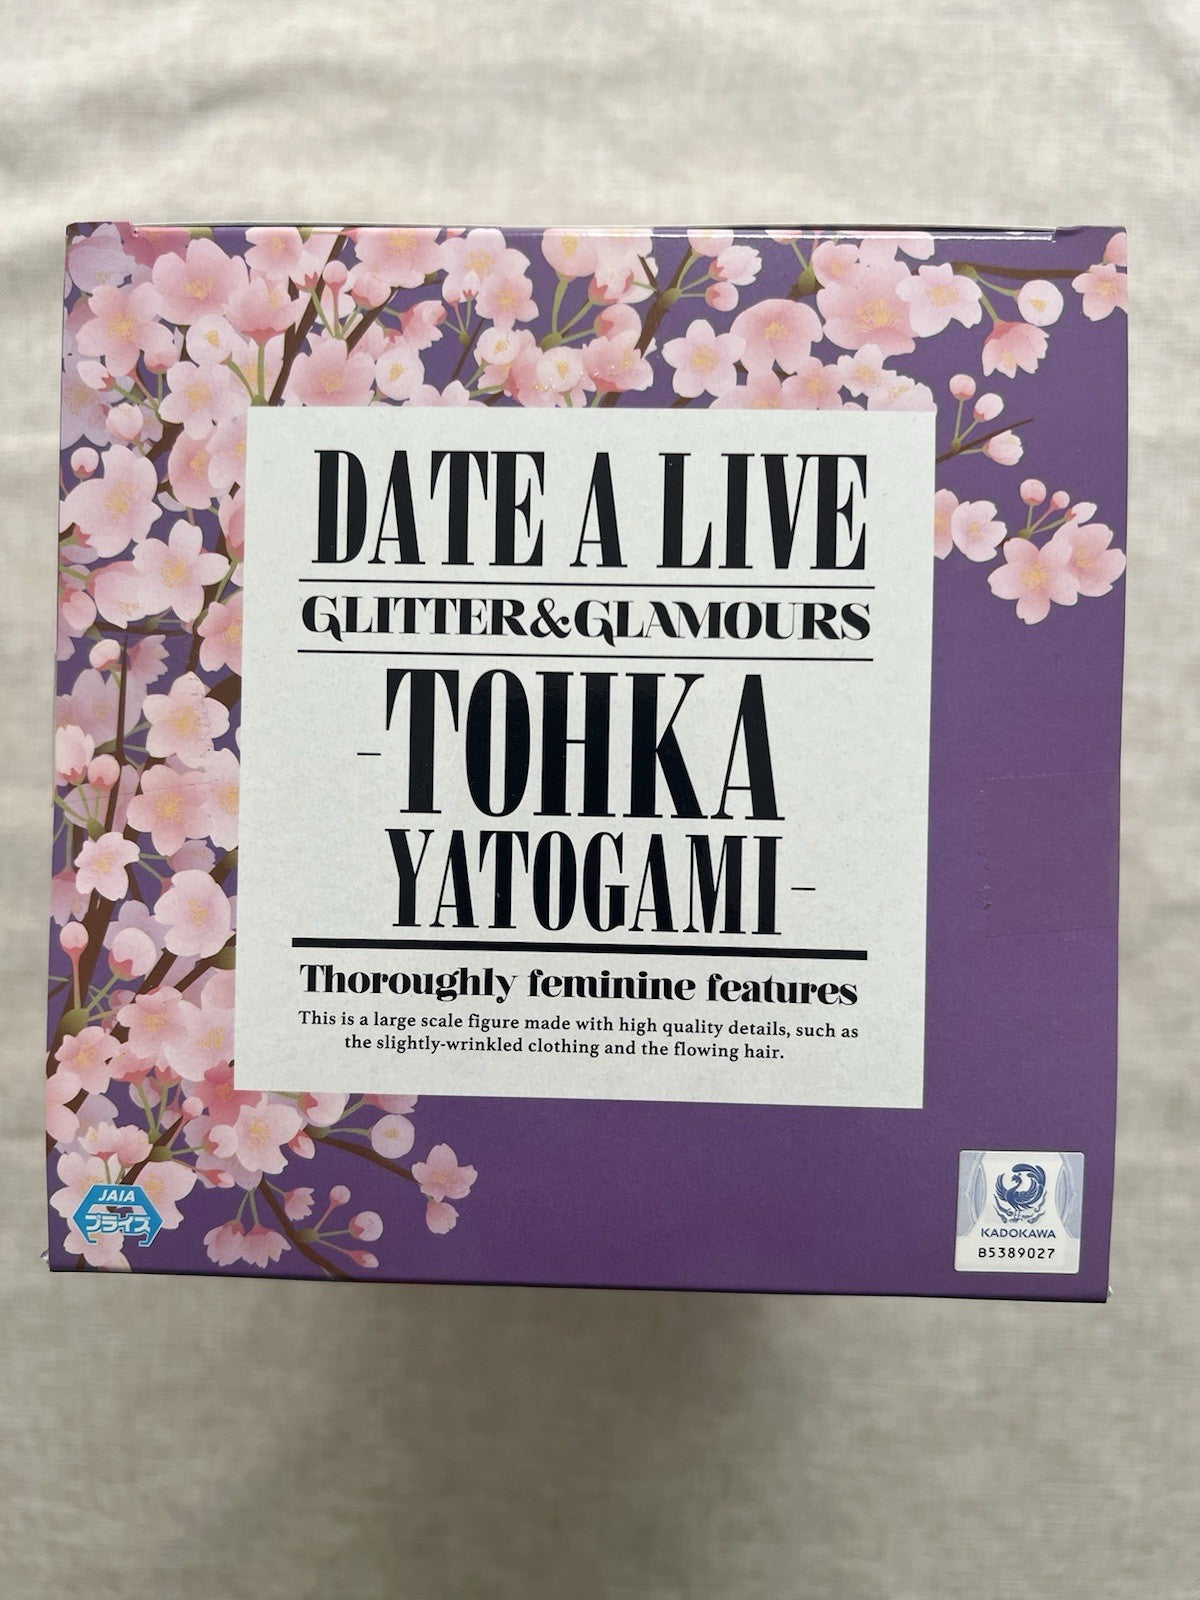 DATE A LIVE
GLITTER&GLAMOURS
-TOHKA
YATOGAMI-
Thoroughly feminine features
This is a large scale figure made with high quality details, such as
the slightly-wrinkled clothing and the flowing hair.
JAIA
プライズ
KADOKAWA
B5389027